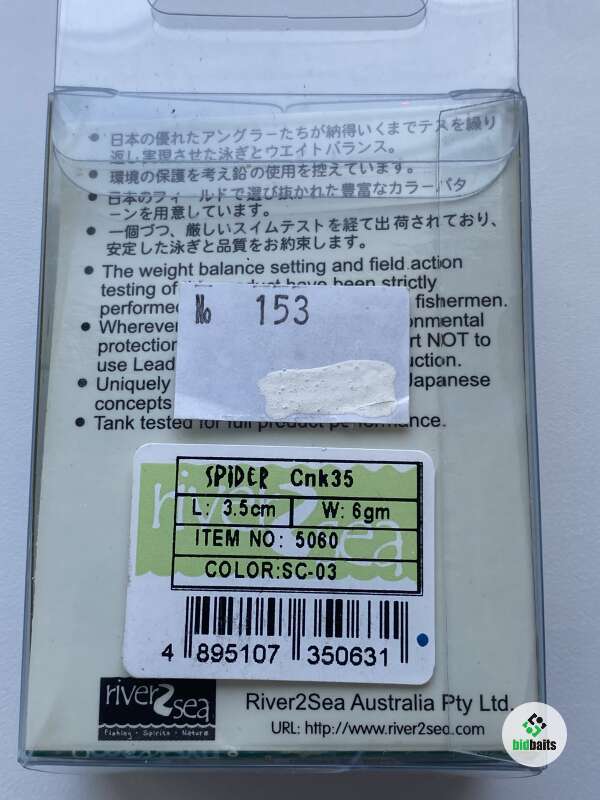 • 日本の優れたアングラーたちが納得いくまでテスを繰り
返し実現させた泳ぎとウエイトバランス。
• 環境の保護を考え鉛の使用を控えています。
• 日本のフィールドで選び抜かれた豊富なカラーパタ
ーンを用意しています。
• 一個づつ、厳しいスイムテストを経て出荷されており、
安定した泳ぎと品質をお約束します。
• The weight balance setting and field action
testing of product have been strictly
performe fishermen.
• Wherever onmental
protection rt NOT to
use Lead uction.
• Uniquely Japanese
concepts
• Tank tested for full product performance.
No 153
SPiDER Cnk35
L: 3.5cm W: 6gm
ITEM NO: 5060
COLOR:SC-03
river2sea
4 895107 350631
river2sea
Fishing · Spirits · Nature
River2Sea Australia Pty Ltd.
URL: http://www.river2sea.com
bidbaits